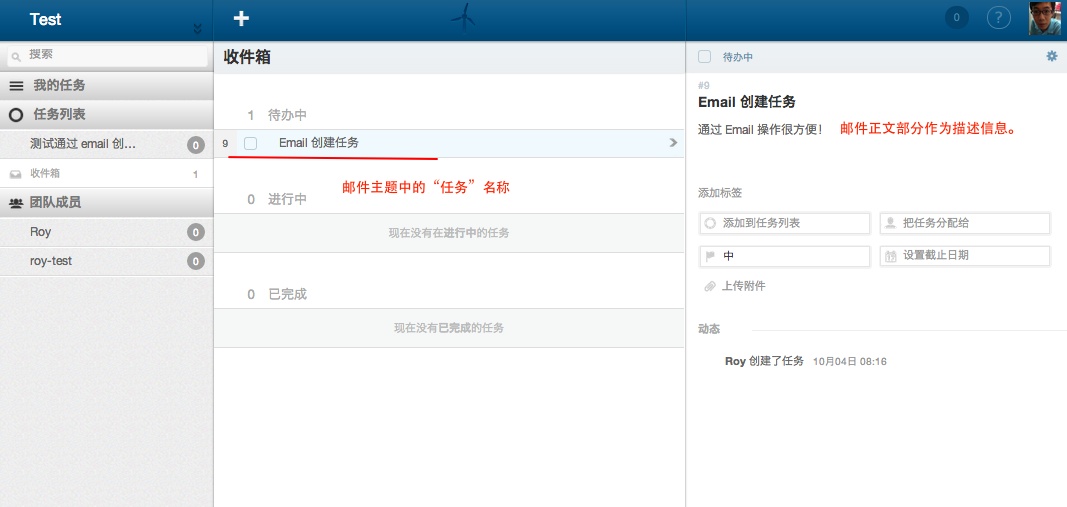 Test
搜索
我的任务
任务列表
测试通过 email 创... 0
收件箱 1
团队成员
Roy 0
roy-test 0
收件箱
1 待办中
9 Email 创建任务
邮件主题中的“任务”名称
0 进行中
现在没有在进行中的任务
0 已完成
现在没有已完成的任务
0 ?
待办中
#9
Email 创建任务
通过 Email 操作很方便！ 邮件正文部分作为描述信息。
添加标签
添加到任务列表 把任务分配给
中 设置截止日期
上传附件
动态
Roy 创建了任务 10月04日 08:16